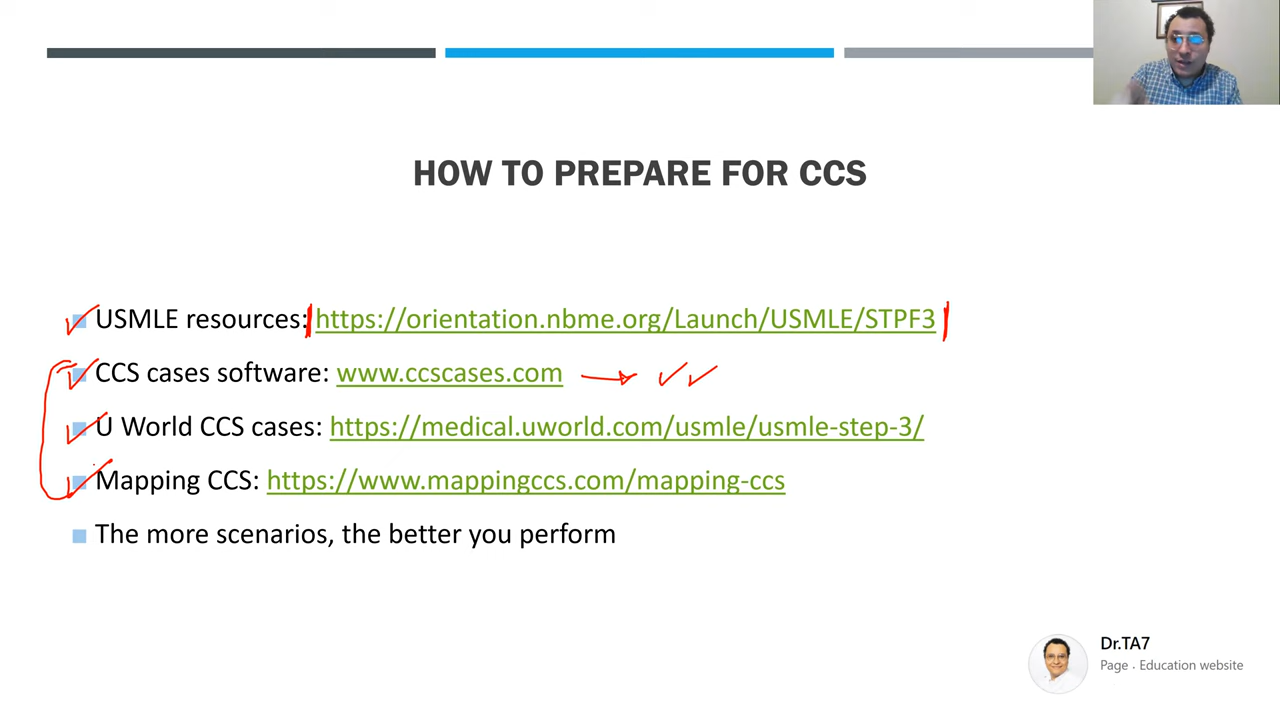 HOW TO PREPARE FOR CCS
USMLE resources: https://orientation.nbme.org/Launch/USMLE/STPF3
CCS cases software: www.ccscases.com
U World CCS cases: https://medical.uworld.com/usmle/usmle-step-3/
Mapping CCS: https://www.mappingccs.com/mapping-ccs
The more scenarios, the better you perform
Dr.TA7
Page · Education website